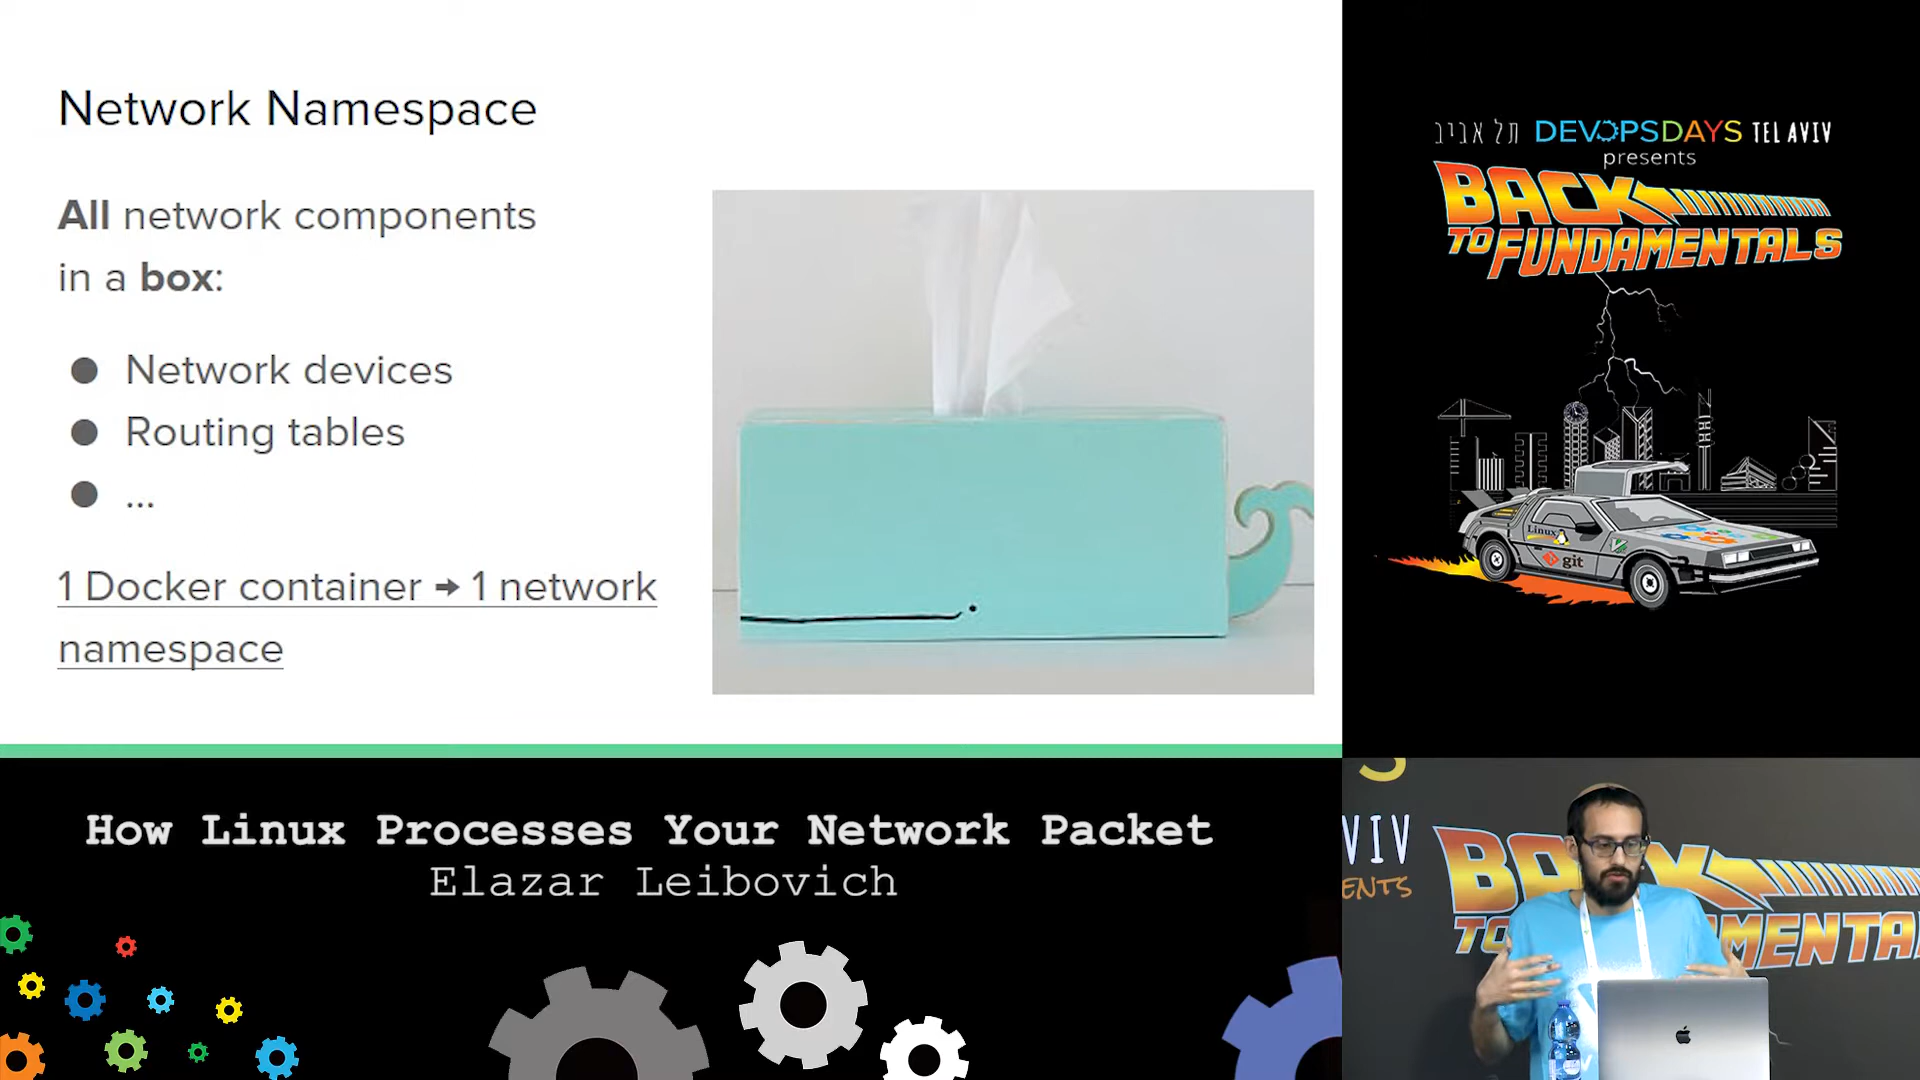 Network Namespace
All network components
in a box:
● Network devices
● Routing tables
● ...
1 Docker container → 1 network
namespace
תל אביב DEVOPSDAYS TEL AVIV
presents
BACK
TO FUNDAMENTALS
Linux
git
How Linux Processes Your Network Packet
Elazar Leibovich
S
VIV
ENTS
BACK
TO
MENTA